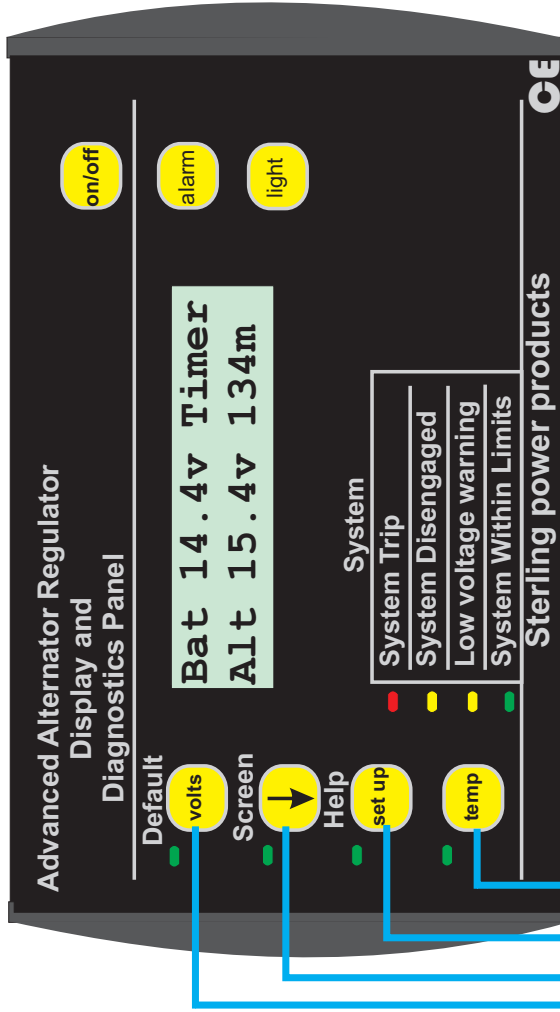 Advanced Alternator Regulator
Display and
Diagnostics Panel
on/off
Default
volts
Bat 14.4v Timer
Alt 15.4v 134m
alarm
Screen
light
Help
set up
System
System Trip
System Disengaged
Low voltage warning
System Within Limits
temp
Sterling power products
CE